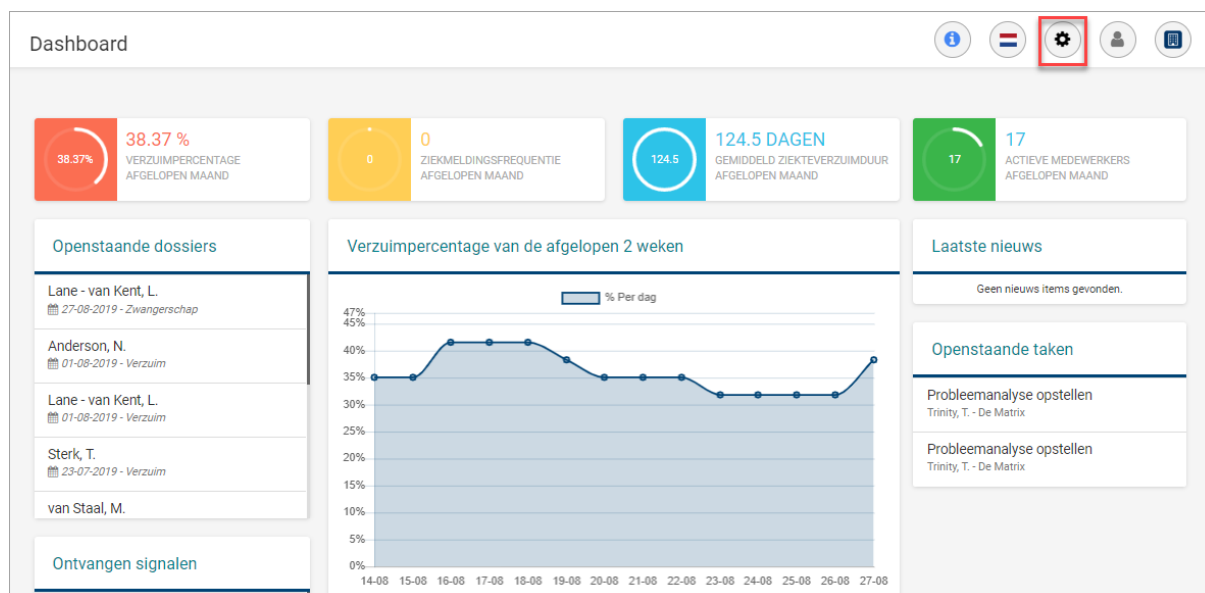 Dashboard
38.37%
38.37 %
VERZUIMPERCENTAGE
AFGELOPEN MAAND
0
0
ZIEKMELDINGSFREQUENTIE
AFGELOPEN MAAND
124.5
124.5 DAGEN
GEMIDDELD ZIEKTEVERZUIMDUUR
AFGELOPEN MAAND
17
17
ACTIEVE MEDEWERKERS
AFGELOPEN MAAND
Openstaande dossiers
Lane - van Kent, L.
27-08-2019 - Zwangerschap
Anderson, N.
01-08-2019 - Verzuim
Lane - van Kent, L.
01-08-2019 - Verzuim
Sterk, T.
23-07-2019 - Verzuim
van Staal, M.
Ontvangen signalen
Verzuimpercentage van de afgelopen 2 weken
% Per dag
47%
45%
40%
35%
30%
25%
20%
15%
10%
5%
0%
14-08 15-08 16-08 17-08 18-08 19-08 20-08 21-08 22-08 23-08 24-08 25-08 26-08 27-08
Laatste nieuws
Geen nieuws items gevonden.
Openstaande taken
Probleemanalyse opstellen
Trinity, T. - De Matrix
Probleemanalyse opstellen
Trinity, T. - De Matrix